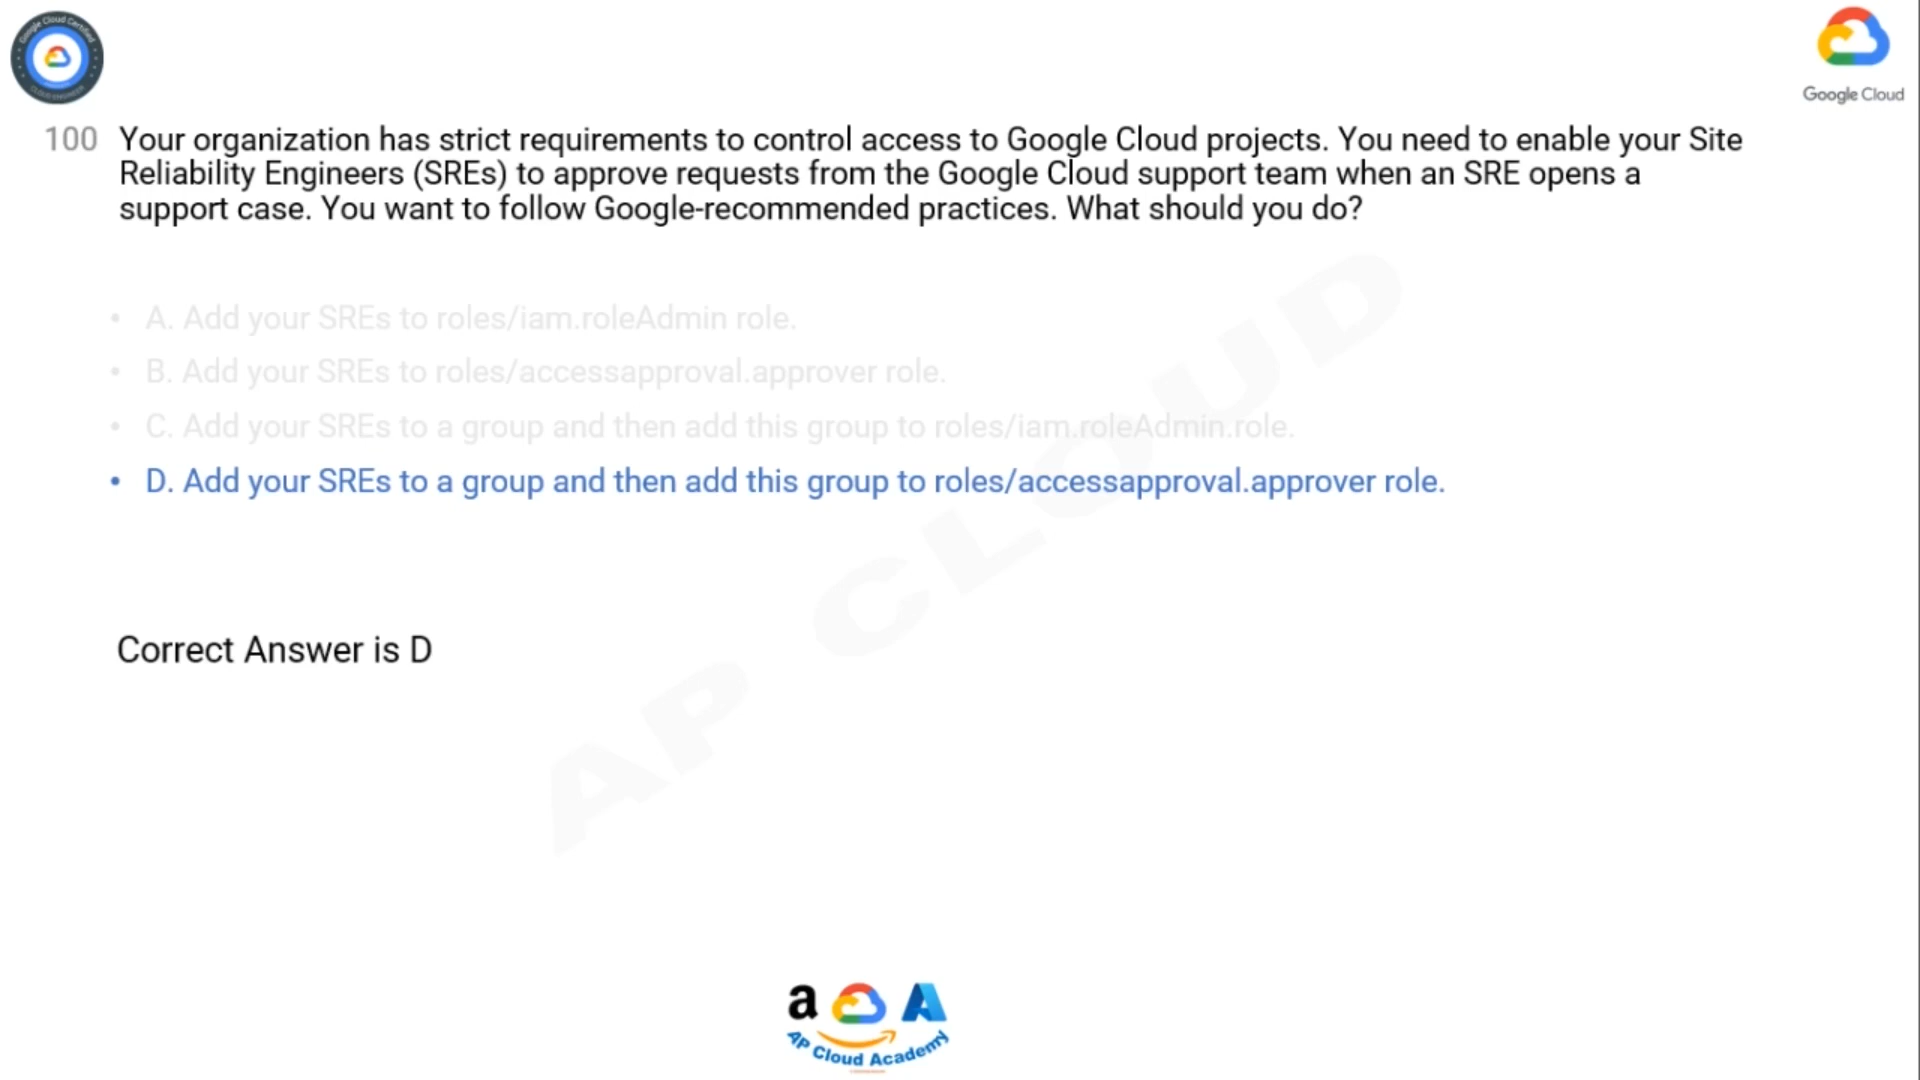 Google Cloud Certified
CLOUD ENGINEER
Google Cloud
100 Your organization has strict requirements to control access to Google Cloud projects. You need to enable your Site
Reliability Engineers (SREs) to approve requests from the Google Cloud support team when an SRE opens a
support case. You want to follow Google-recommended practices. What should you do?
• A. Add your SREs to roles/iam.roleAdmin role.
• B. Add your SREs to roles/accessapproval.approver role.
• C. Add your SREs to a group and then add this group to roles/iam.roleAdmin.role.
• D. Add your SREs to a group and then add this group to roles/accessapproval.approver role.
AP CLOUD
Correct Answer is D
a A
AP Cloud Academy